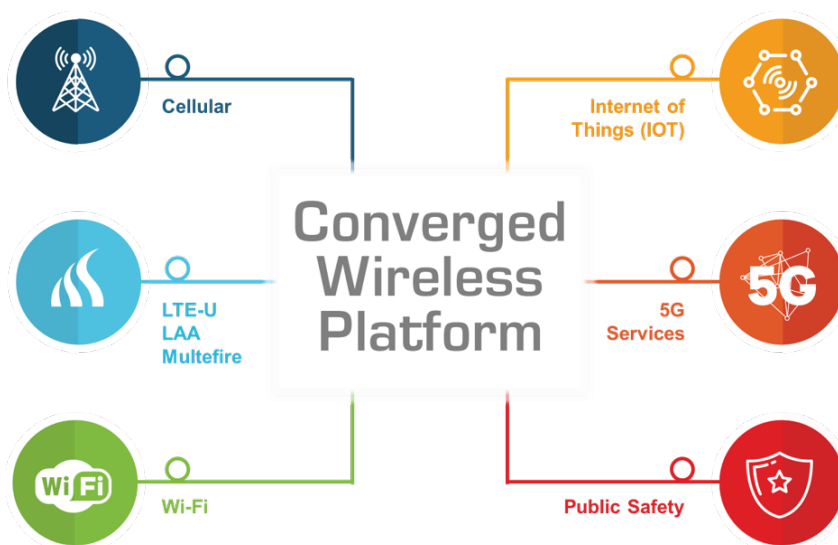 Cellular
Internet of
Things (IOT)
Converged
Wireless
Platform
LTE-U
LAA
Multefire
5G
Services
5G
Wi Fi
Wi-Fi
Public Safety